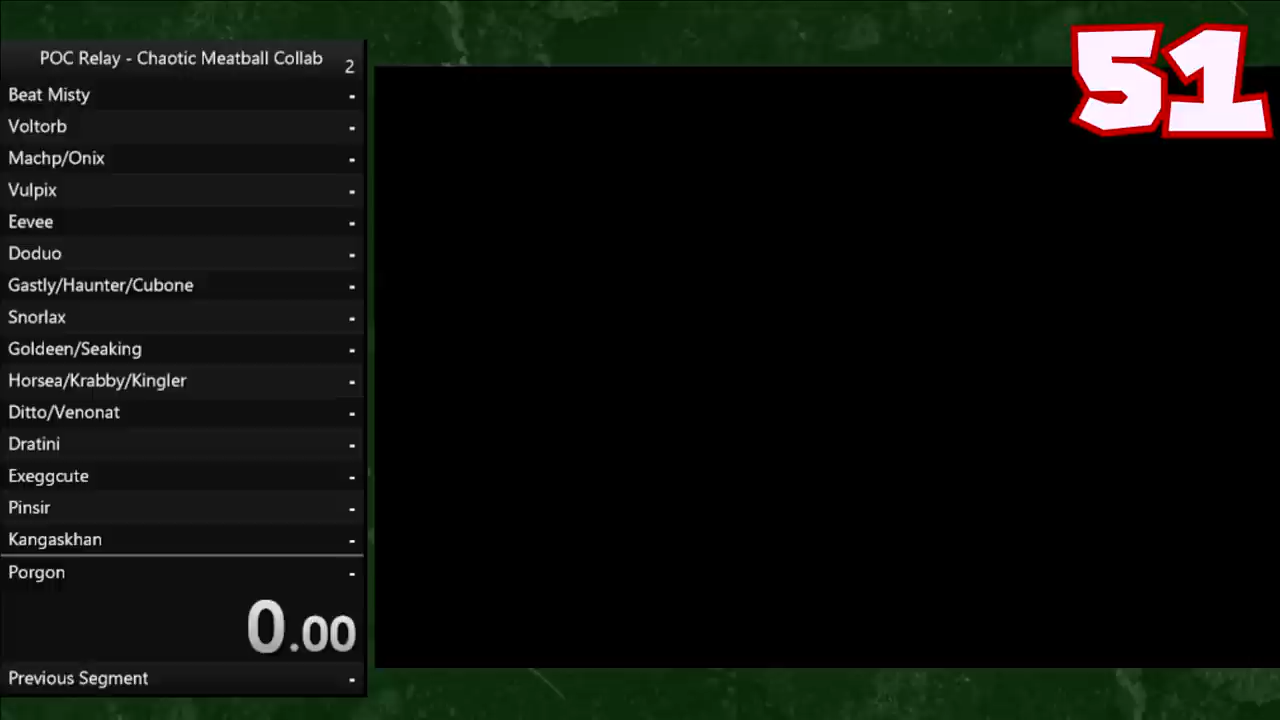 POC Relay - Chaotic Meatball Collab 2
51
Beat Misty -
Voltorb -
Machp/Onix -
Vulpix -
Eevee -
Doduo -
Gastly/Haunter/Cubone -
Snorlax -
Goldeen/Seaking -
Horsea/Krabby/Kingler -
Ditto/Venonat -
Dratini -
Exeggcute -
Pinsir -
Kangaskhan -
Porgon -
0.00
Previous Segment -